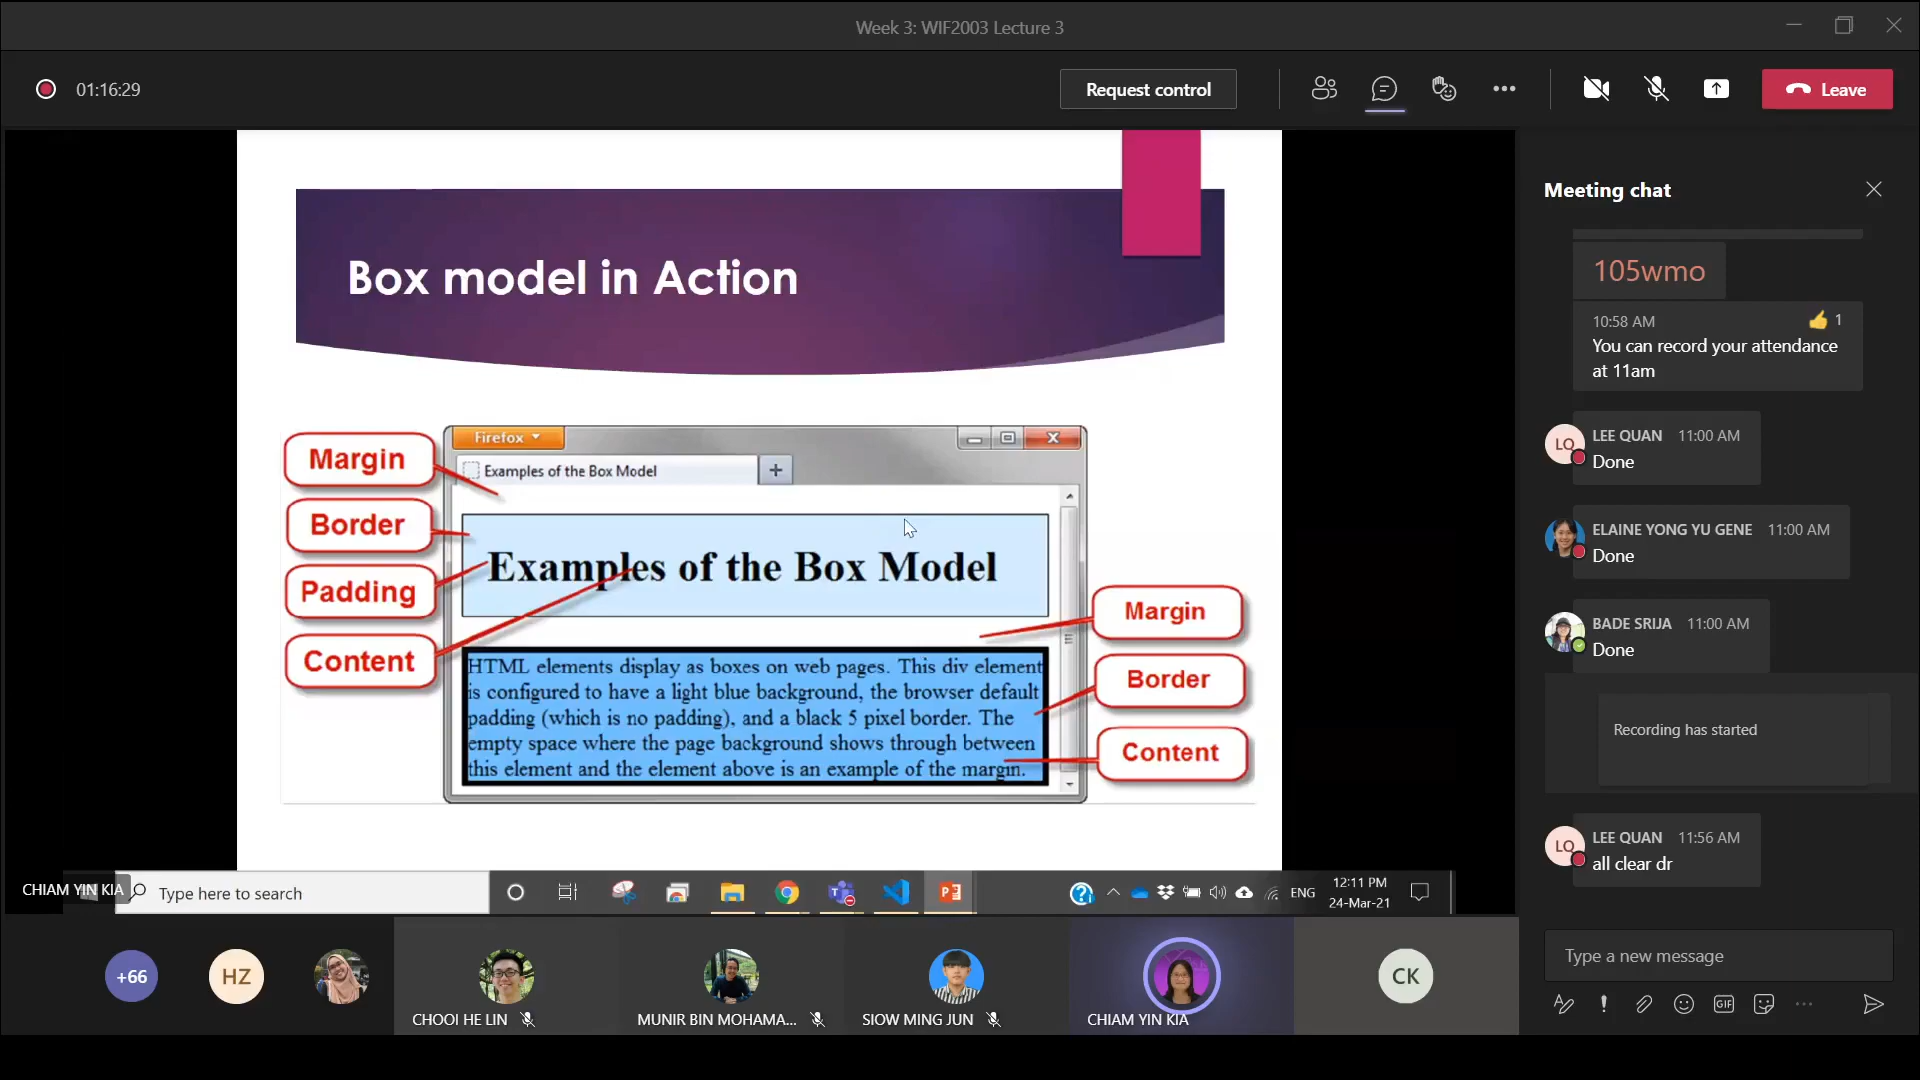 Week 3: WIF2003 Lecture 3
01:16:29
Request control
Leave
Box model in Action
Firefox
Examples of the Box Model
Margin
Border
Padding
Content
Examples of the Box Model
HTML elements display as boxes on web pages. This div element
is configured to have a light blue background, the browser default
padding (which is no padding), and a black 5 pixel border. The
empty space where the page background shows through between
this element and the element above is an example of the margin.
Margin
Border
Content
CHIAM YIN KIA
Type here to search
ENG
12:11 PM
24-Mar-21
+66
HZ
CHOOI HE LIN
MUNIR BIN MOHAMA...
SIOW MING JUN
CHIAM YIN KIA
CK
Meeting chat
105wmo
10:58 AM
1
You can record your attendance
at 11am
LQ
LEE QUAN 11:00 AM
Done
ELAINE YONG YU GENE 11:00 AM
Done
BADE SRIJA 11:00 AM
Done
Recording has started
LQ
LEE QUAN 11:56 AM
all clear dr
Type a new message
GIF